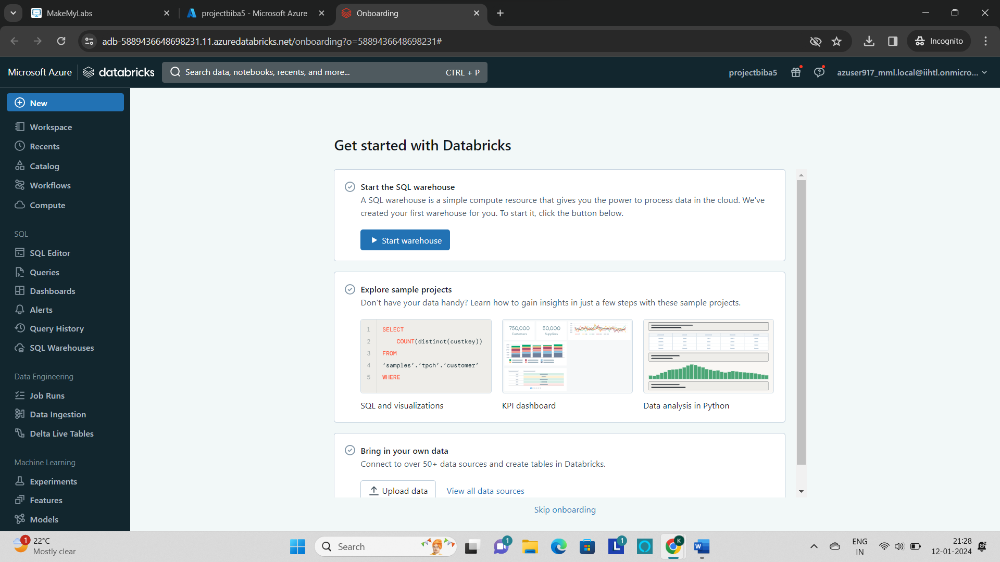 MakeMyLabs
projectbiba5 - Microsoft Azure
Onboarding
adb-5889436648698231.11.azuredatabricks.net/onboarding?o=5889436648698231#
Incognito
Microsoft Azure
databricks
Search data, notebooks, recents, and more...
CTRL + P
projectbiba5
azuser917_mml.local@iihtl.onmicro...
New
Workspace
Recents
Catalog
Workflows
Compute
SQL
SQL Editor
Queries
Dashboards
Alerts
Query History
SQL Warehouses
Data Engineering
Job Runs
Data Ingestion
Delta Live Tables
Machine Learning
Experiments
Features
Models
Get started with Databricks
Start the SQL warehouse
A SQL warehouse is a simple compute resource that gives you the power to process data in the cloud. We've
created your first warehouse for you. To start it, click the button below.
Start warehouse
Explore sample projects
Don't have your data handy? Learn how to gain insights in just a few steps with these sample projects.
1 SELECT
2 COUNT(distinct(custkey))
3 FROM
4 ‘samples’.‘tpch’.‘customer’
5 WHERE
750,000
Customers
50,000
Suppliers
SQL and visualizations
KPI dashboard
Data analysis in Python
Bring in your own data
Connect to over 50+ data sources and create tables in Databricks.
Upload data
View all data sources
Skip onboarding
1
22°C
Mostly clear
Search
1
L
1
K
W
ENG
IN
21:28
12-01-2024